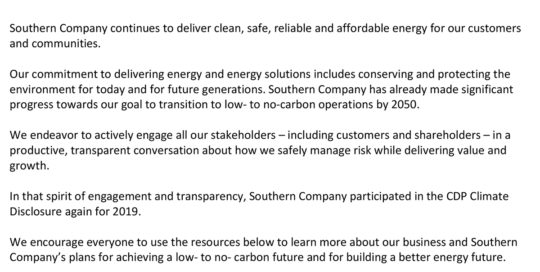 Southern Company continues to deliver clean, safe, reliable and affordable energy for our customers
and communities.
Our commitment to delivering energy and energy solutions includes conserving and protecting the
environment for today and for future generations. Southern Company has already made significant
progress towards our goal to transition to low- to no-carbon operations by 2050.
We endeavor to actively engage all our stakeholders – including customers and shareholders – in a
productive, transparent conversation about how we safely manage risk while delivering value and
growth.
In that spirit of engagement and transparency, Southern Company participated in the CDP Climate
Disclosure again for 2019.
We encourage everyone to use the resources below to learn more about our business and Southern
Company’s plans for achieving a low- to no- carbon future and for building a better energy future.